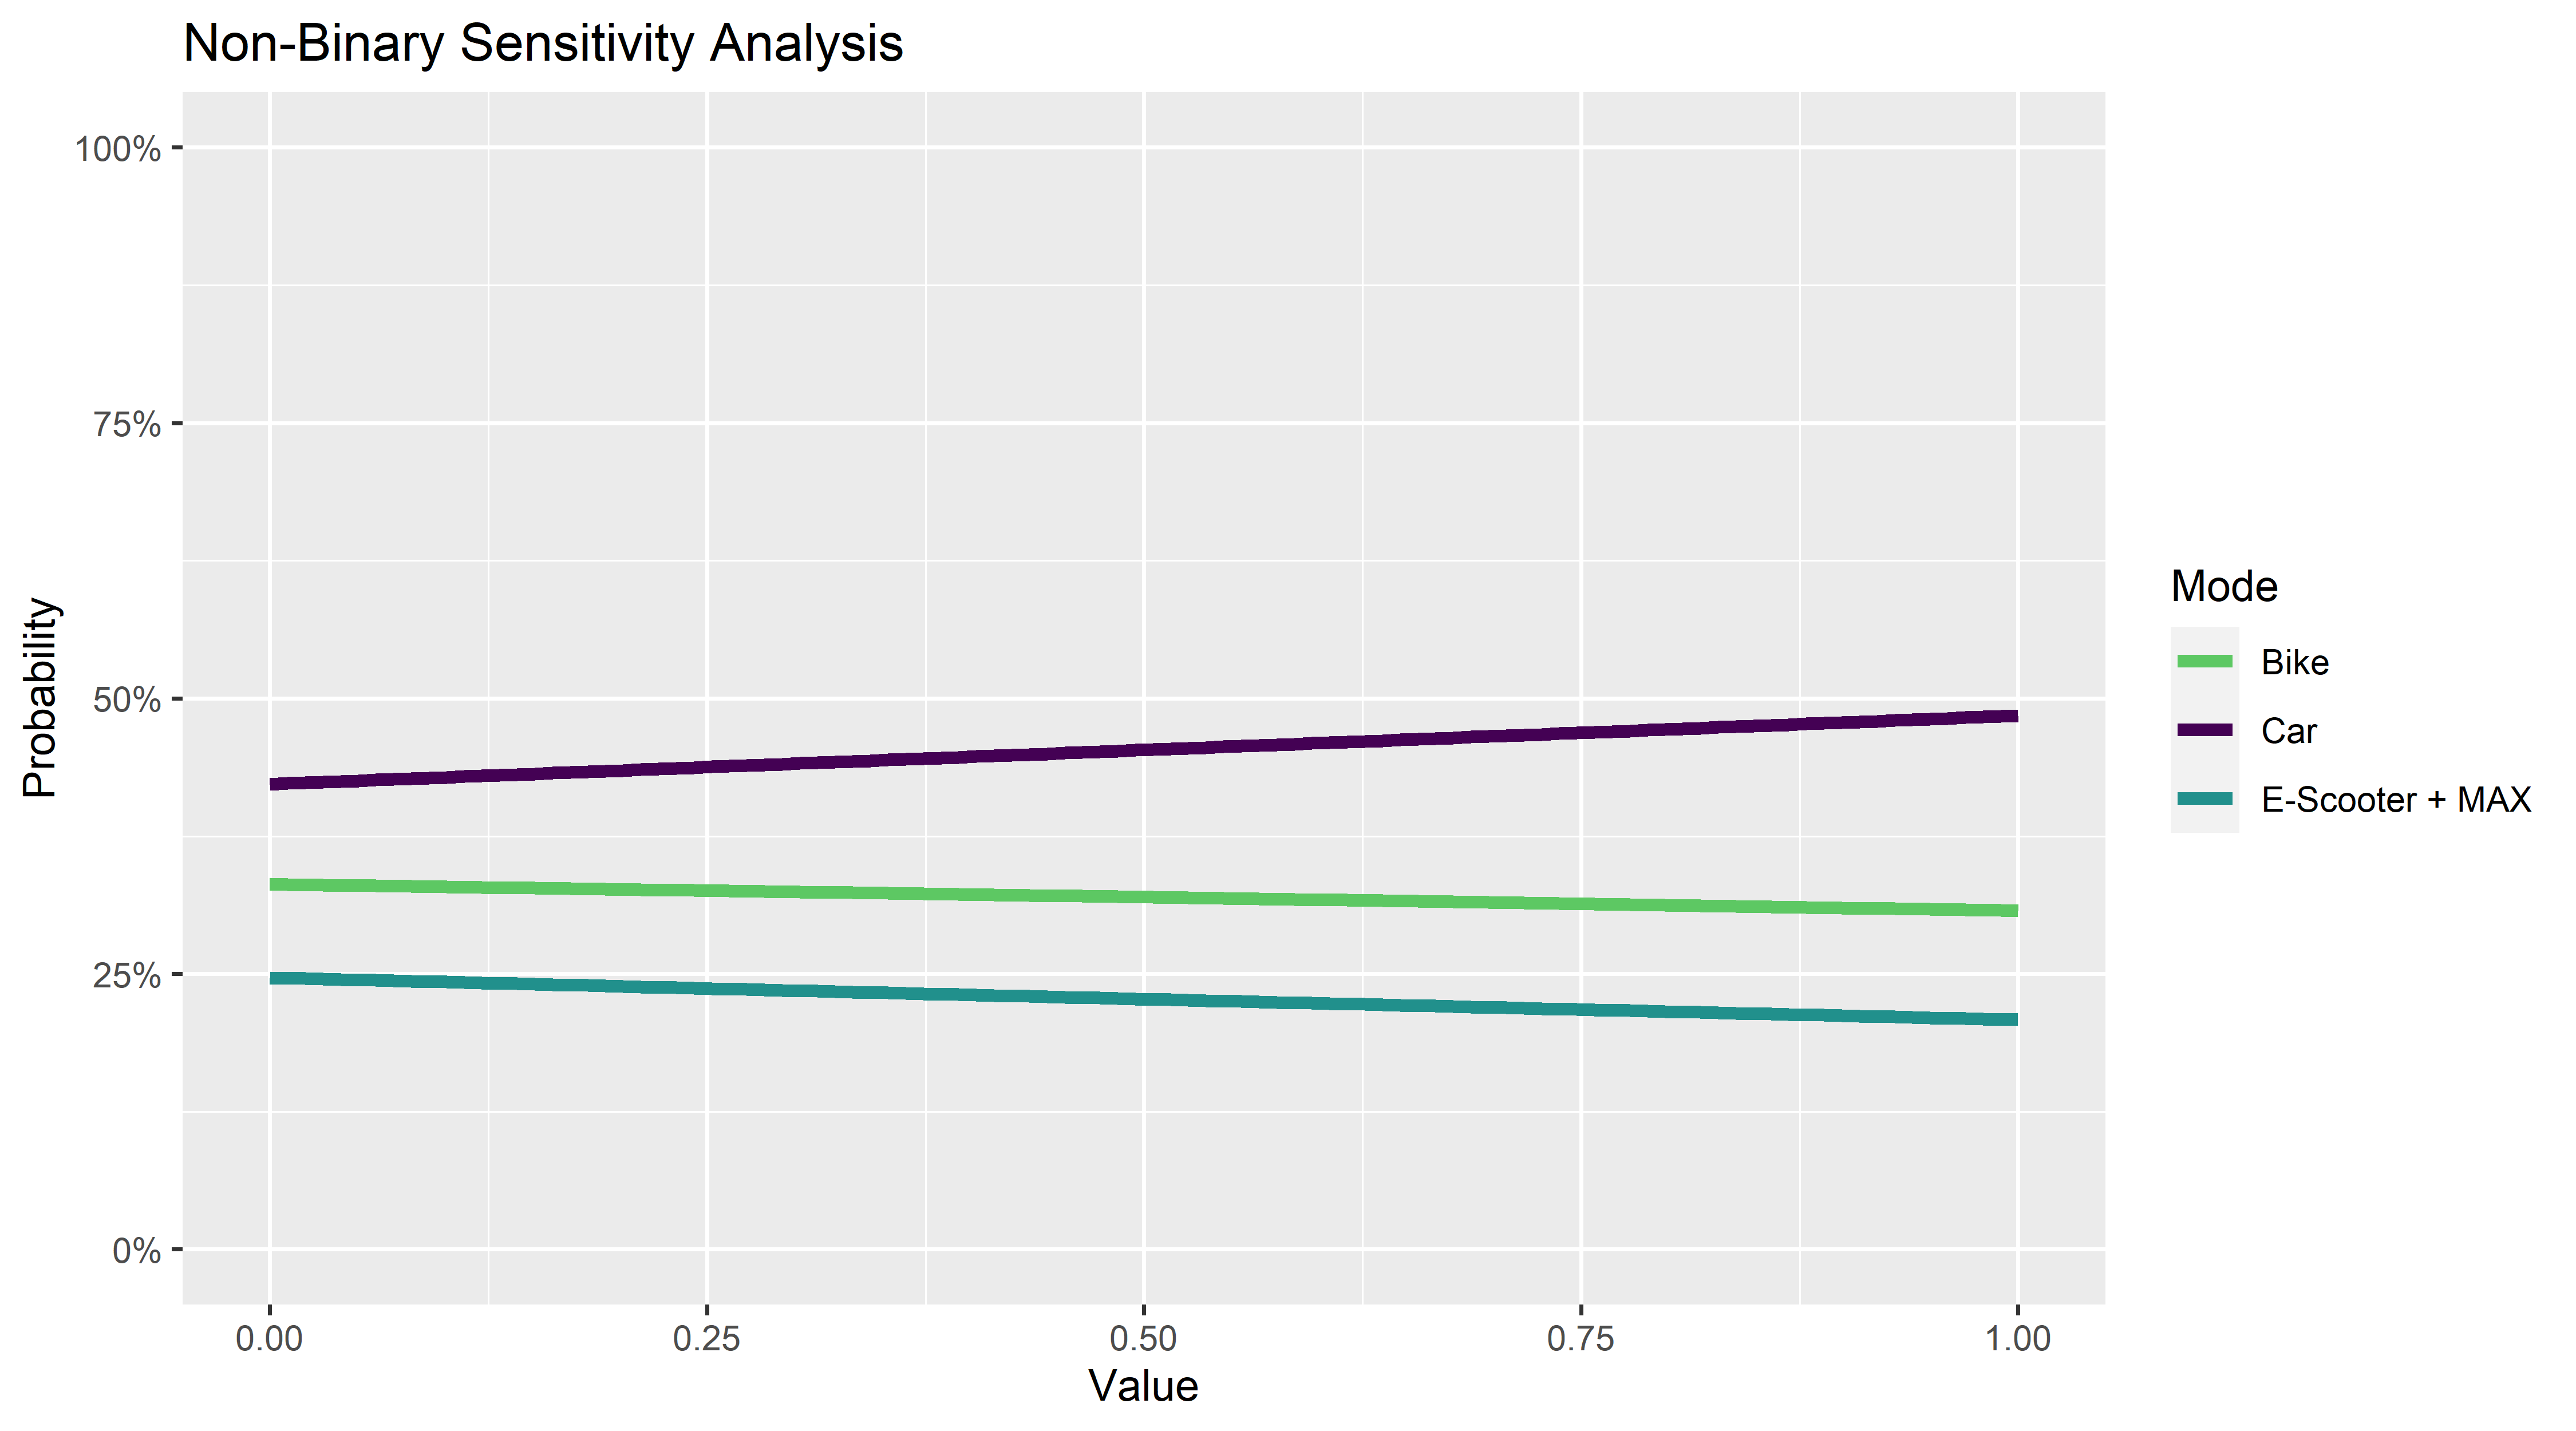 Non-Binary Sensitivity Analysis
100%
75%
50%
25%
0%
Probability
0.00 0.25 0.50 0.75 1.00
Value
Mode
Bike
Car
E-Scooter + MAX